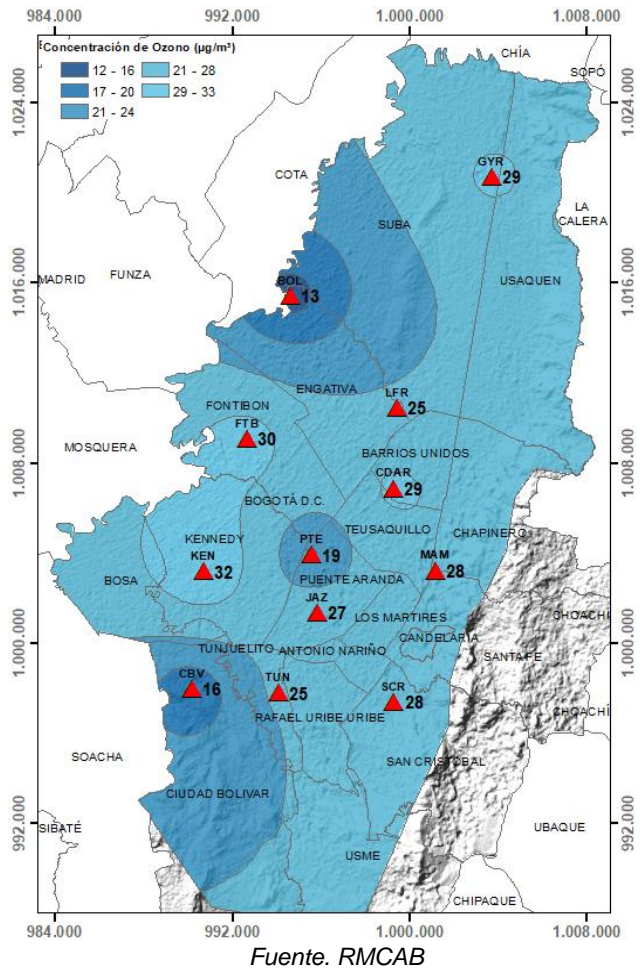 984.000 992.000 1.000.000 1.008.000
Concentración de Ozono (µg/m³)
12 - 16 21 - 28
17 - 20 29 - 33
21 - 24
CHÍA
SOPÓ
1.024.000
GYR
29
COTA
SUBA
LA
CALERA
MADRID
FUNZA
USAQUEN
1.016.000
1.016.000
BOL
13
ENGATIVA
LFR
25
FONTIBON
FTB
30
MOSQUERA
BARRIOS UNIDOS
1.008.000
1.008.000
CDAR
29
BOGOTÁ D.C.
TEUSAQUILLO
CHAPINERO
KENNEDY
KEN
32
PTE
19
MAM
28
BOSA
PUENTE ARANDA
JAZ
27
LOS MARTIRES
CHOACHÍ
1.000.000
1.000.000
CANDELARIA
TUNJUELITO
ANTONIO NARIÑO
SANTA FE
CBV
16
TUN
25
SCR
28
CHOACHÍ
RAFAEL URIBE URIBE
SOACHA
SAN CRISTOBAL
CIUDAD BOLIVAR
SIBATÉ
992.000
992.000
UBAQUE
USME
CHIPAQUE
984.000 992.000 1.000.000 1.008.000
Fuente. RMCAB